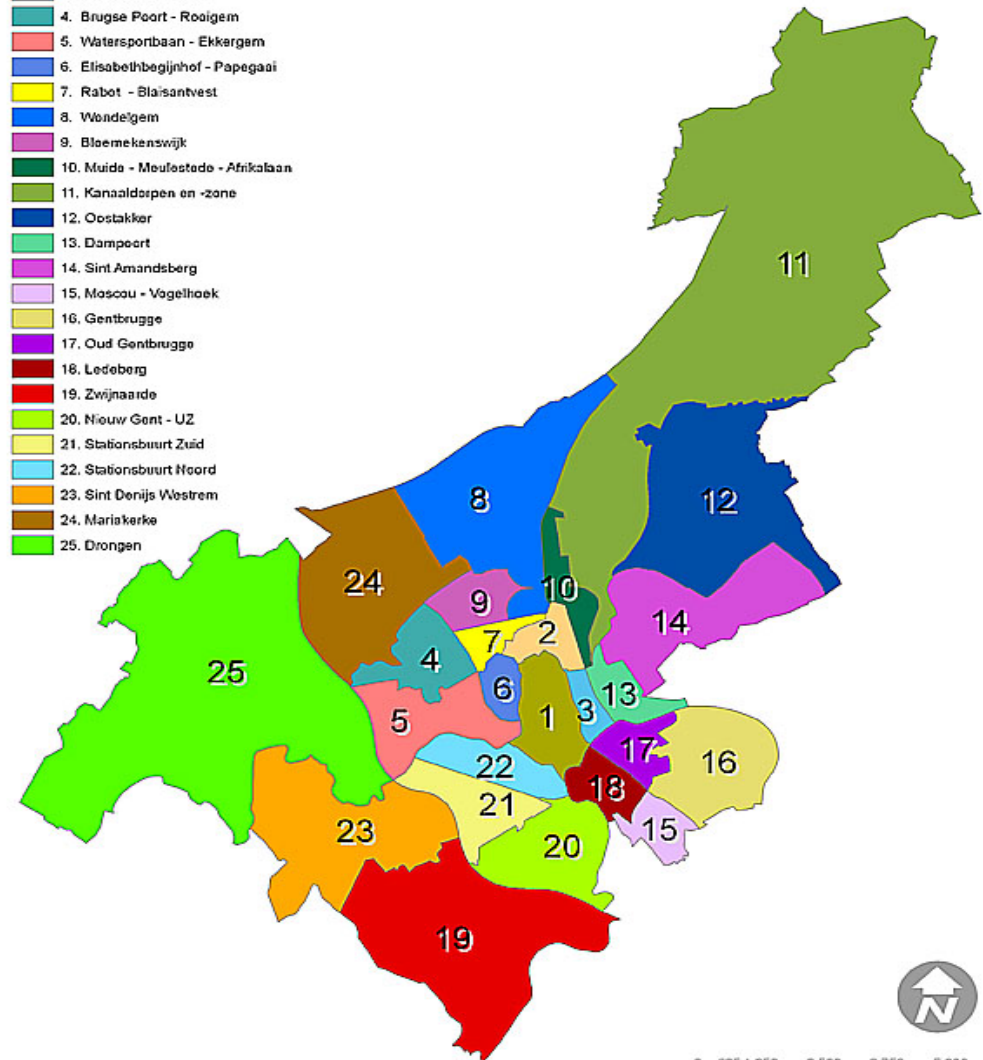 4. Brugse Poort - Rooigem
5. Watersportbaan - Ekkergem
6. Elisabethbegijnhof - Papegaai
7. Rabot - Blaisantvest
8. Wondelgem
9. Bloemekenswijk
10. Muide - Meulestede - Afrikalaan
11. Kanaaldorpen en -zone
12. Oostakker
13. Dampoort
14. Sint Amandsberg
15. Moscou - Vogelhoek
16. Gentbrugge
17. Oud Gentbrugge
18. Ledeberg
19. Zwijnaarde
20. Nieuw Gent - UZ
21. Stationsbuurt Zuid
22. Stationsbuurt Noord
23. Sint Denijs Westrem
24. Mariakerke
25. Drongen
11
8
12
24
10
9
14
7
2
4
25
6
13
5
1
3
17
16
22
18
21
15
23
20
19
N